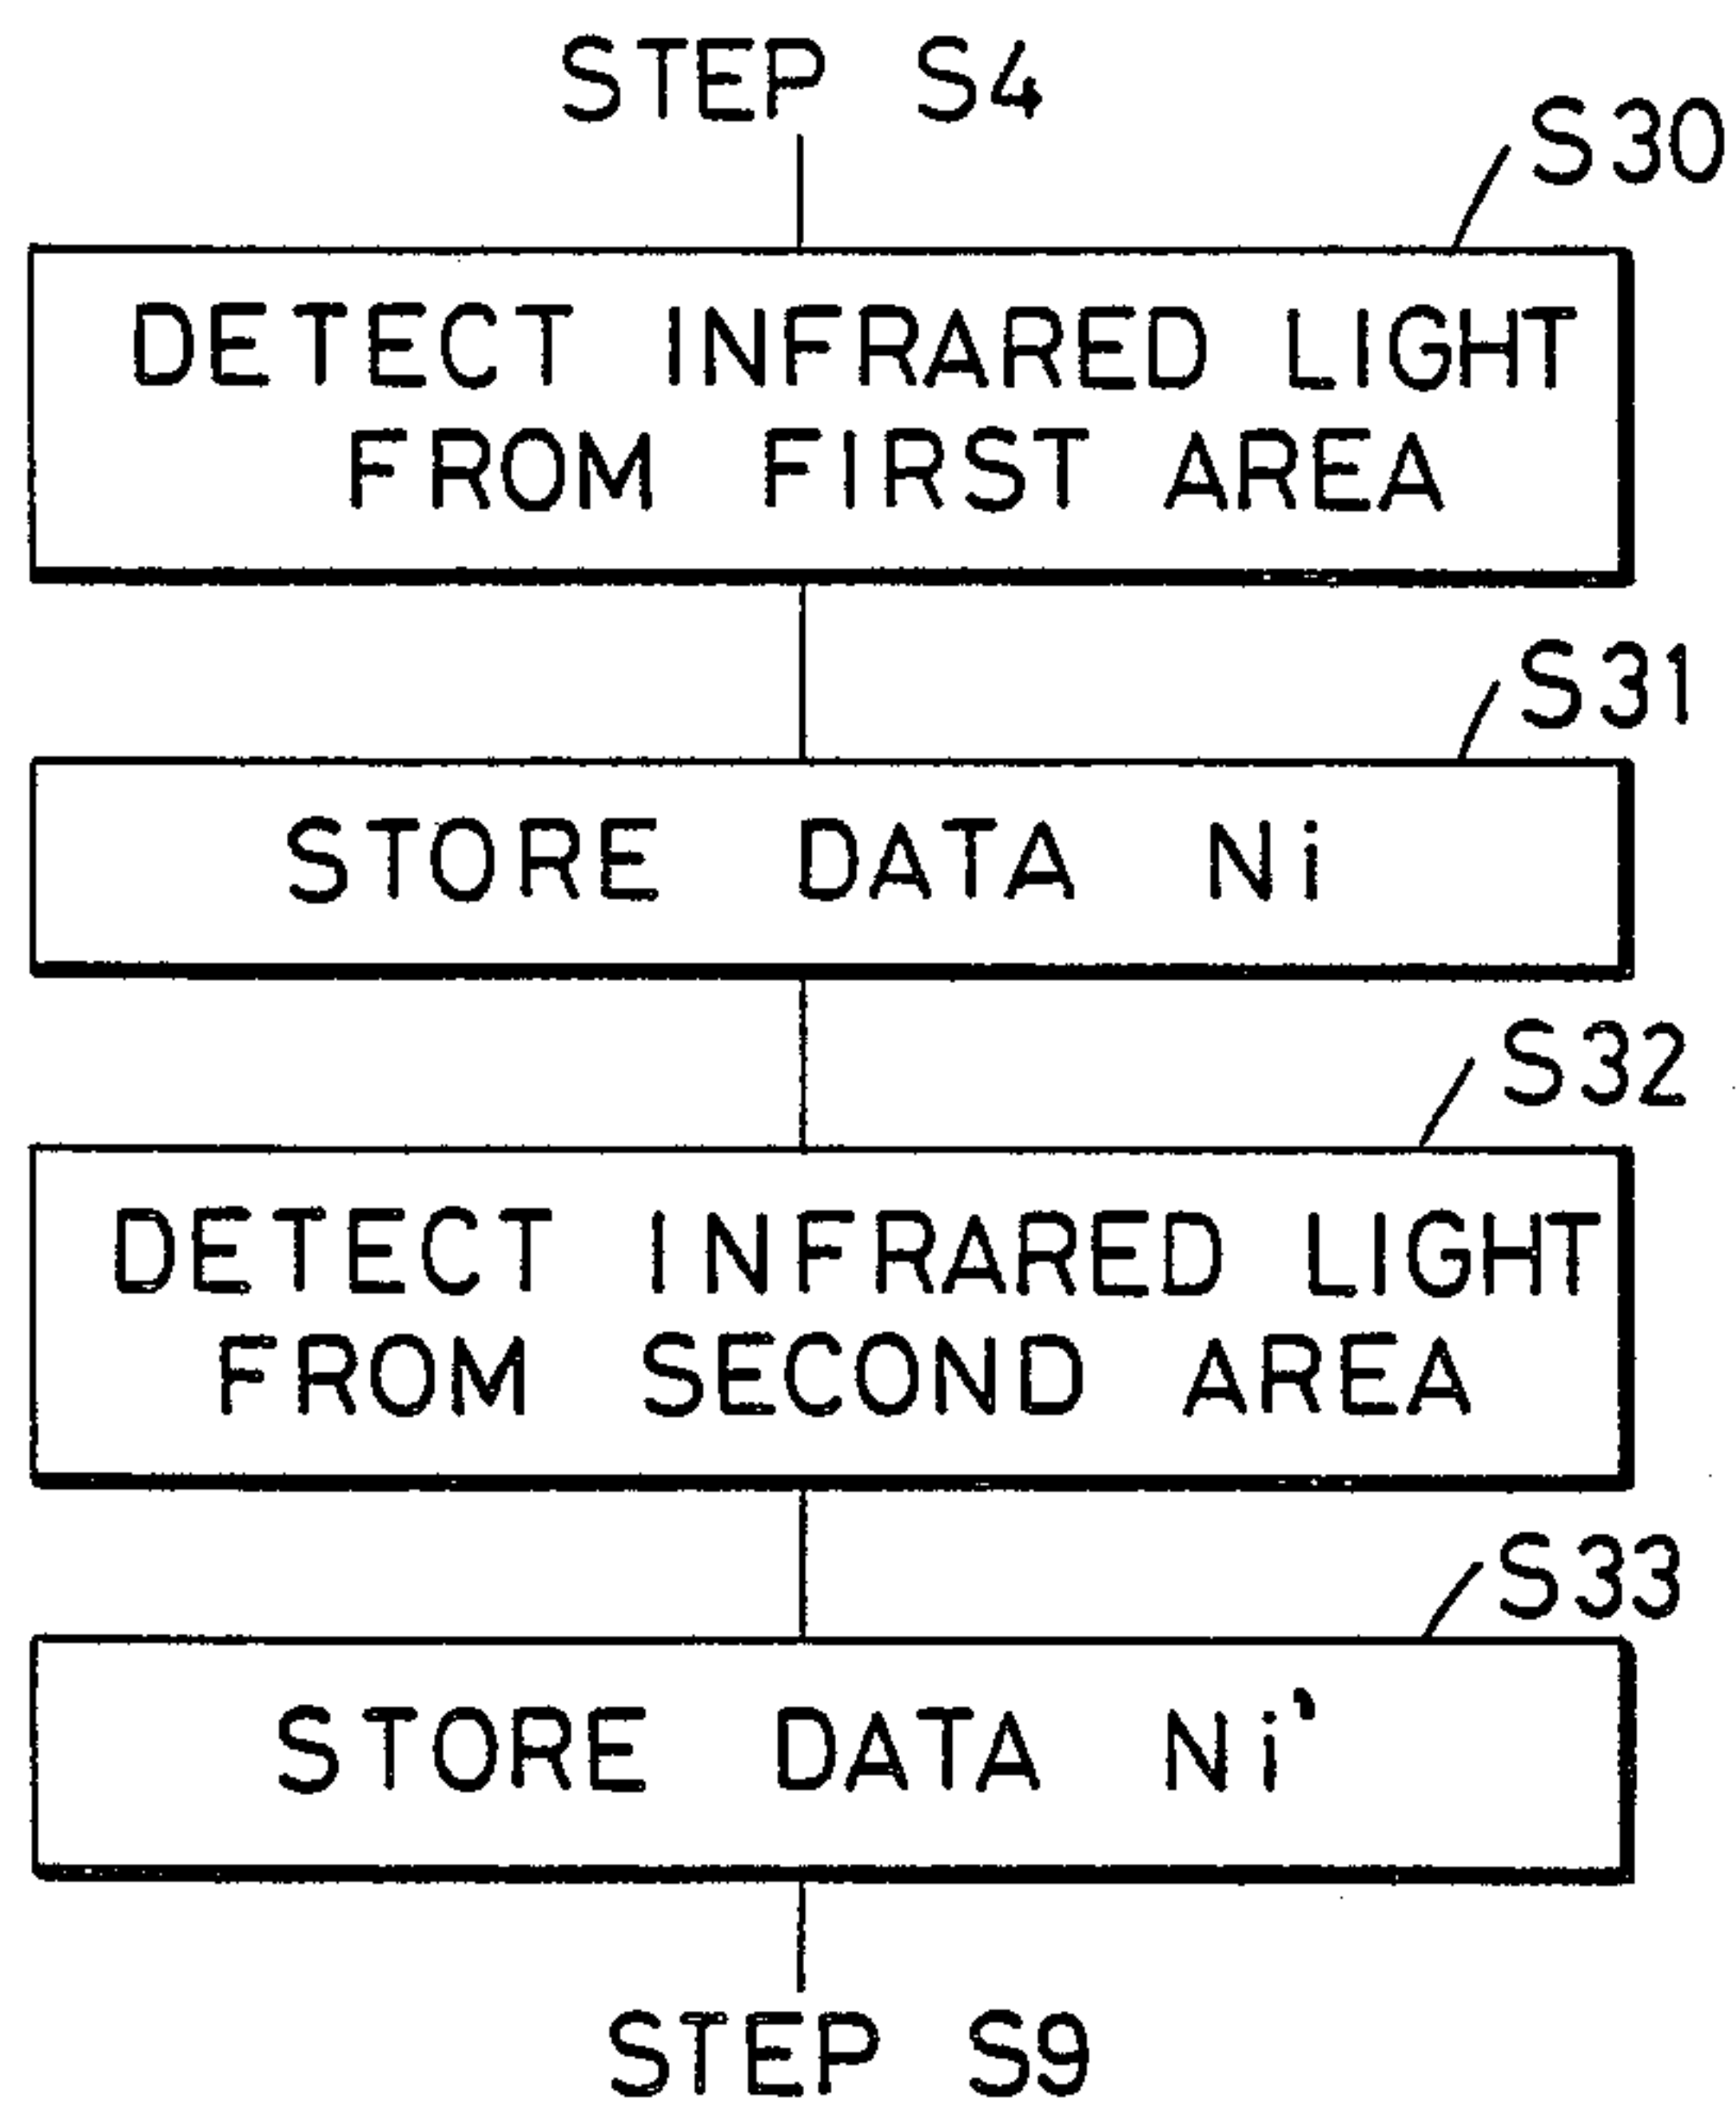 STEP S4
S30
DETECT INFRARED LIGHT
FROM FIRST AREA
S31
STORE DATA Ni
S32
DETECT INFRARED LIGHT
FROM SECOND AREA
S33
STORE DATA Ni'
STEP S9